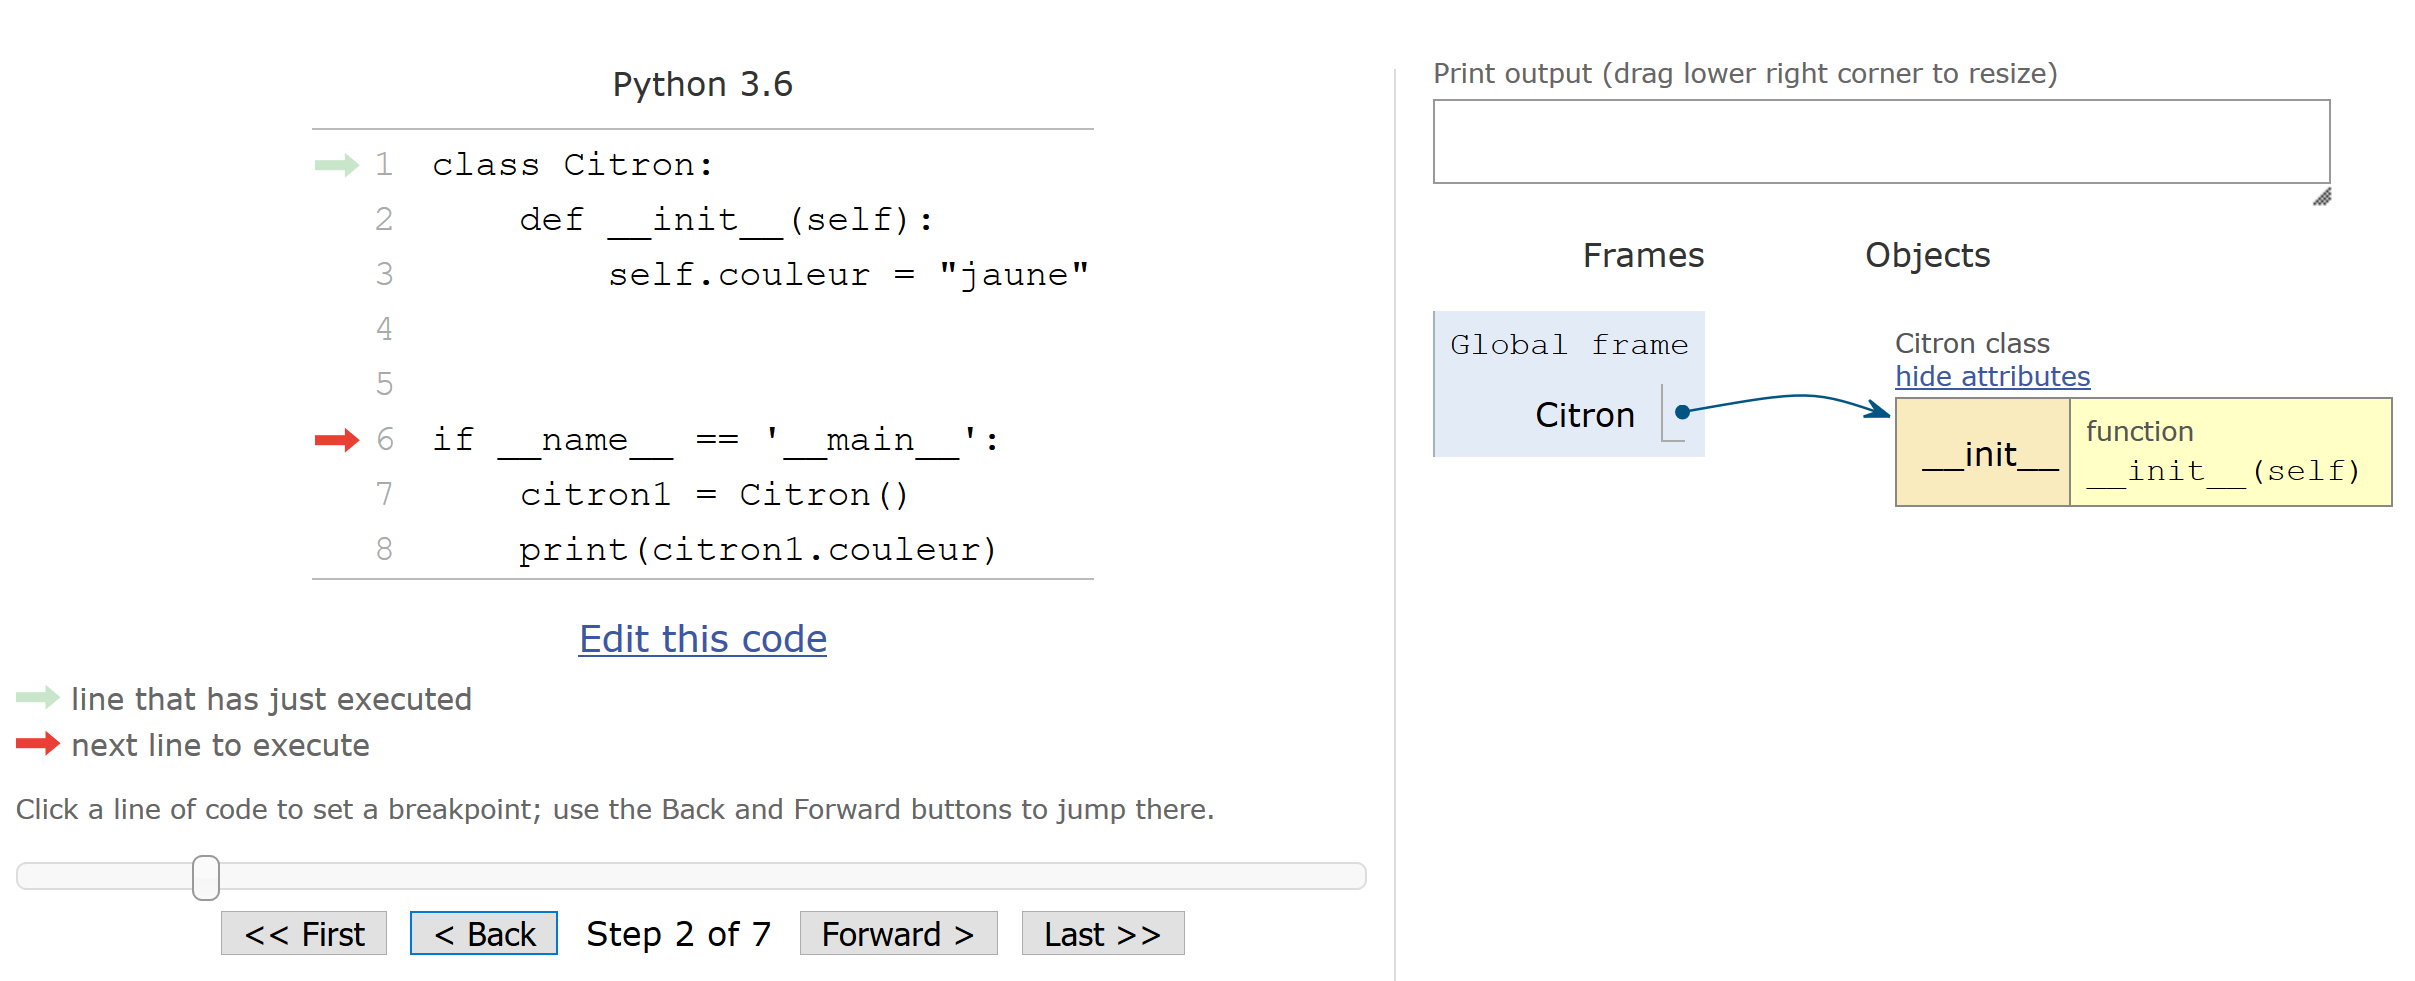 Python 3.6
1 class Citron:
2     def __init__(self):
3         self.couleur = "jaune"
4
5
6 if __name__ == '__main__':
7     citron1 = Citron()
8     print(citron1.couleur)
Edit this code
line that has just executed
next line to execute
Click a line of code to set a breakpoint; use the Back and Forward buttons to jump there.
<< First < Back Step 2 of 7 Forward > Last >>
Print output (drag lower right corner to resize)
Frames Objects
Global frame
Citron
Citron class
hide attributes
__init__
function
__init__(self)